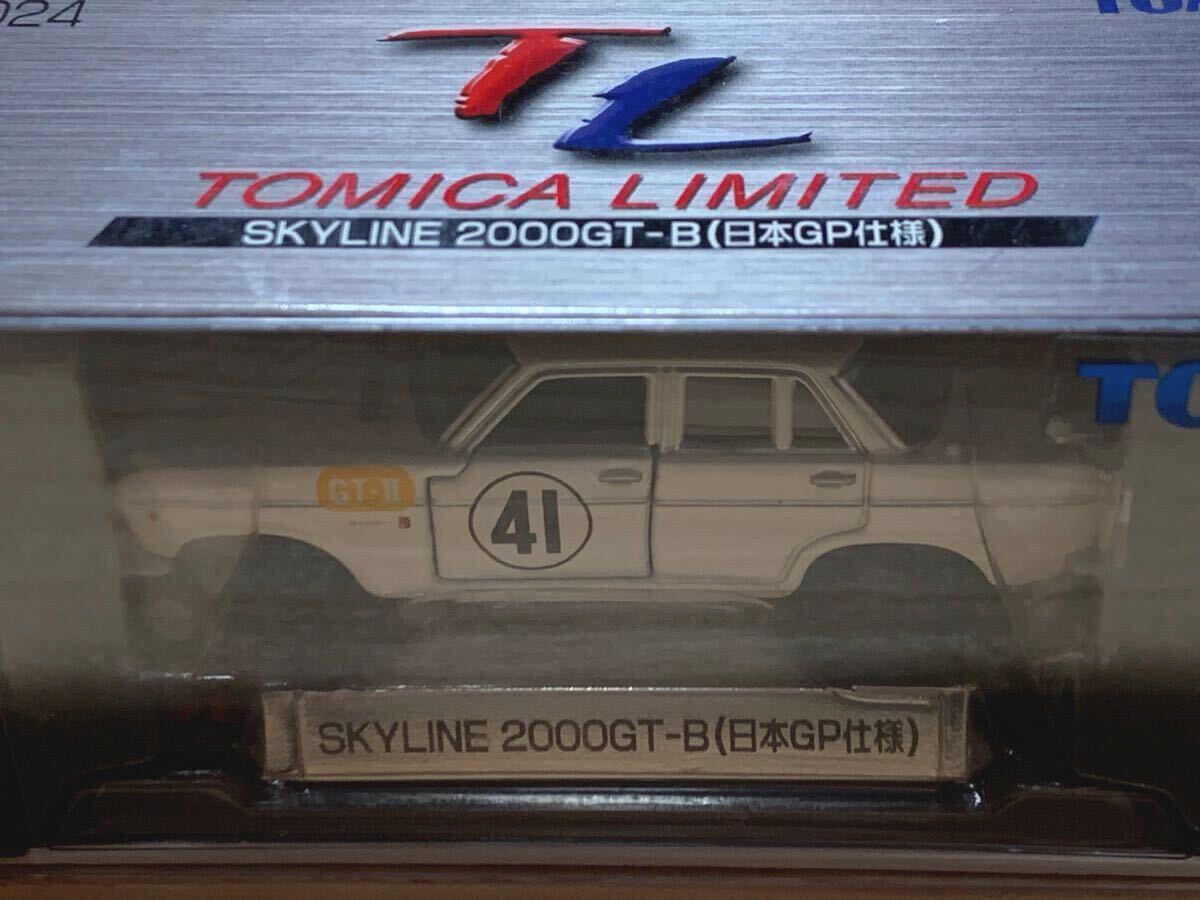 024
TL
TOMICA LIMITED
SKYLINE 2000GT-B(日本GP仕様)
GT-II
41
SKYLINE 2000GT-B(日本GP仕様)